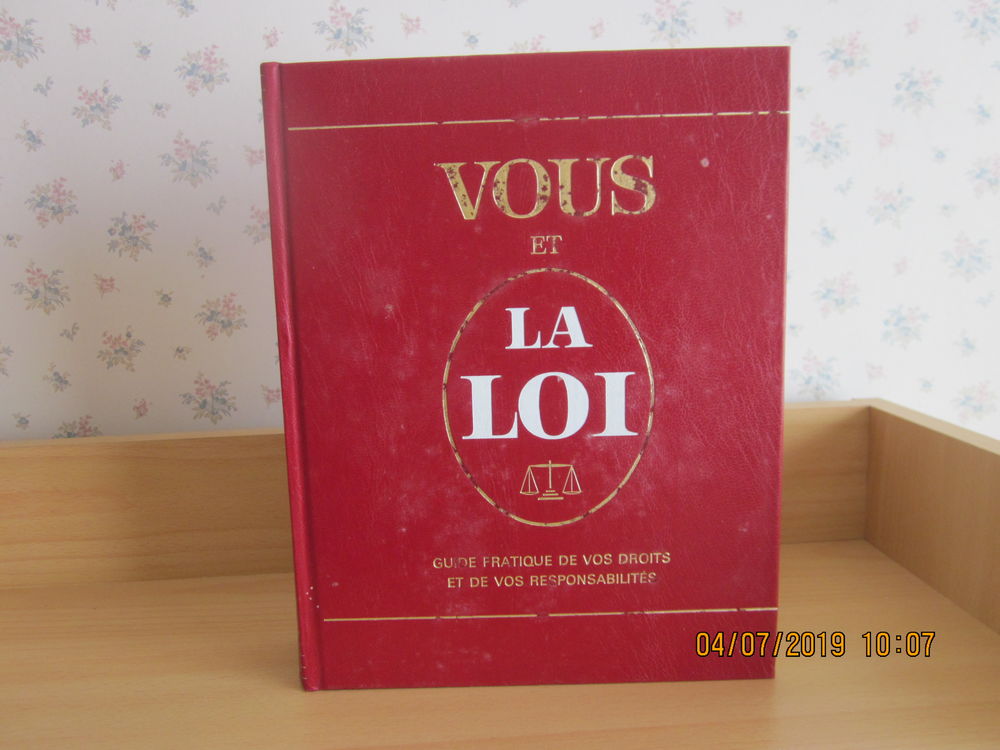 VOUS
ET
LA
LOI
GUIDE PRATIQUE DE VOS DROITS
ET DE VOS RESPONSABILITÉS
04/07/2019 10:07